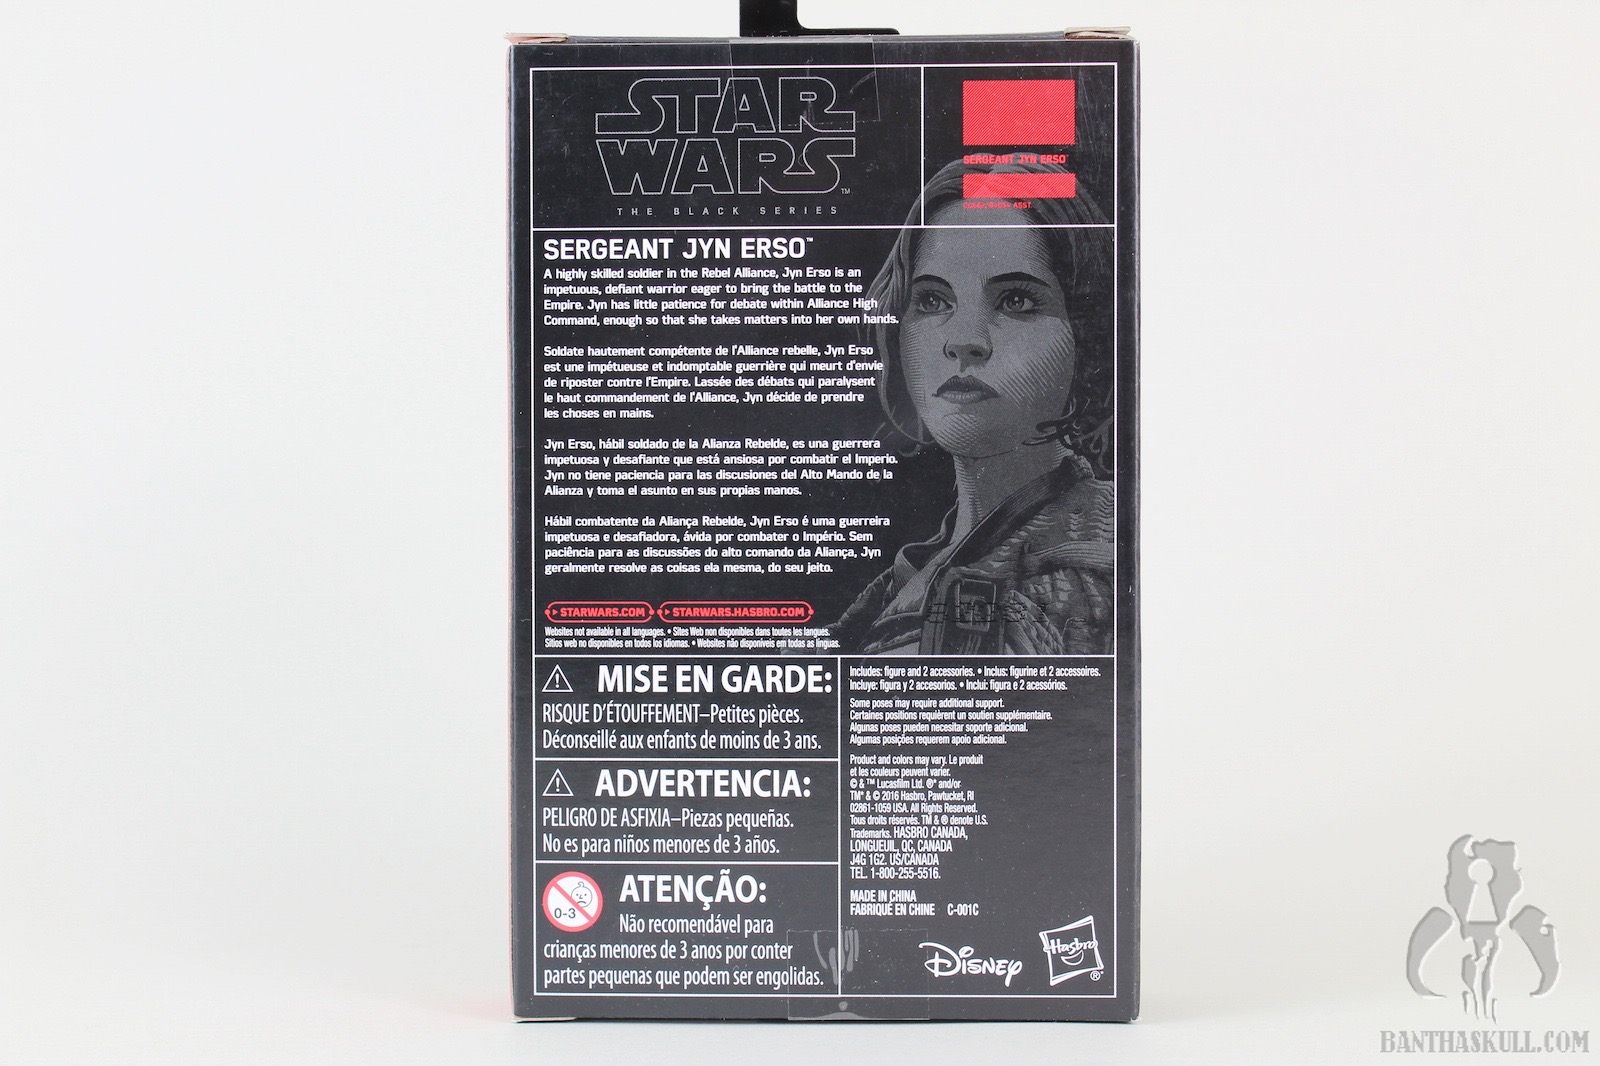 STAR
WARS™
THE BLACK SERIES
SERGEANT JYN ERSO™
ASST.
SERGEANT JYN ERSO™
A highly skilled soldier in the Rebel Alliance, Jyn Erso is an
impetuous, defiant warrior eager to bring the battle to the
Empire. Jyn has little patience for debate within Alliance High
Command, enough so that she takes matters into her own hands.
Soldate hautement compétente de l'Alliance rebelle, Jyn Erso
est une impétueuse et indomptable guerrière qui meurt d'envie
de riposter contre l'Empire. Lassée des débats qui paralysent
le haut commandement de l'Alliance, Jyn décide de prendre
les choses en mains.
Jyn Erso, hábil soldado de la Alianza Rebelde, es una guerrera
impetuosa y desafiante que está ansiosa por combatir el Imperio.
Jyn no tiene paciencia para las discusiones del Alto Mando de la
Alianza y toma el asunto en sus propias manos.
Hábil combatente da Aliança Rebelde, Jyn Erso é uma guerreira
impetuosa e desafiadora, ávida por combater o Império. Sem
paciência para as discussões do alto comando da Aliança, Jyn
geralmente resolve as coisas ela mesma, do seu jeito.
STARWARS.COM STARWARS.HASBRO.COM
Websites not available in all languages. • Sites Web non disponibles dans toutes les langues.
Sitios web no disponibles en todos los idiomas. • Websites não disponíveis em todas as línguas.
MISE EN GARDE:
RISQUE D'ÉTOUFFEMENT–Petites pièces.
Déconseillé aux enfants de moins de 3 ans.
ADVERTENCIA:
PELIGRO DE ASFIXIA–Piezas pequeñas.
No es para niños menores de 3 años.
0-3
ATENÇÃO:
Não recomendável para
crianças menores de 3 anos por conter
partes pequenas que podem ser engolidas.
Includes: figure and 2 accessories. • Inclus: figurine et 2 accessoires.
Incluye: figura y 2 accesorios. • Inclui: figura e 2 acessórios.
Some poses may require additional support.
Certaines positions requièrent un soutien supplémentaire.
Algunas poses pueden necesitar soporte adicional.
Algumas posições requerem apoio adicional.
Product and colors may vary. Le produit
et les couleurs peuvent varier.
© & ™ Lucasfilm Ltd. ®* and/or
TM* & © 2016 Hasbro, Pawtucket, RI
02861-1059 USA. All Rights Reserved.
Tous droits réservés. TM & ® denote U.S.
Trademarks. HASBRO CANADA,
LONGUEUIL, QC, CANADA
J4G 1G2. US/CANADA
TEL. 1-800-255-5516.
MADE IN CHINA
FABRIQUÉ EN CHINE C-001C
Disney
Hasbro®
BANTHASKULL.COM